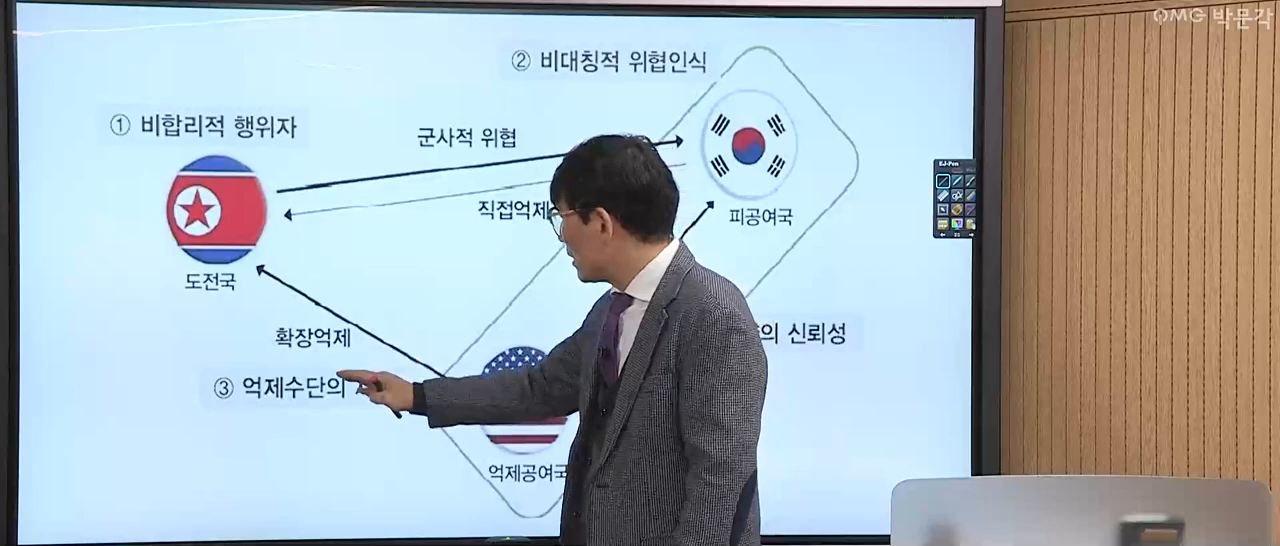 OMG 박문각
② 비대칭적 위협인식
① 비합리적 행위자
군사적 위협
직접억제
피공여국
도전국
확장억제
의 신뢰성
③ 억제수단의
억제공여국
EJ-Pen